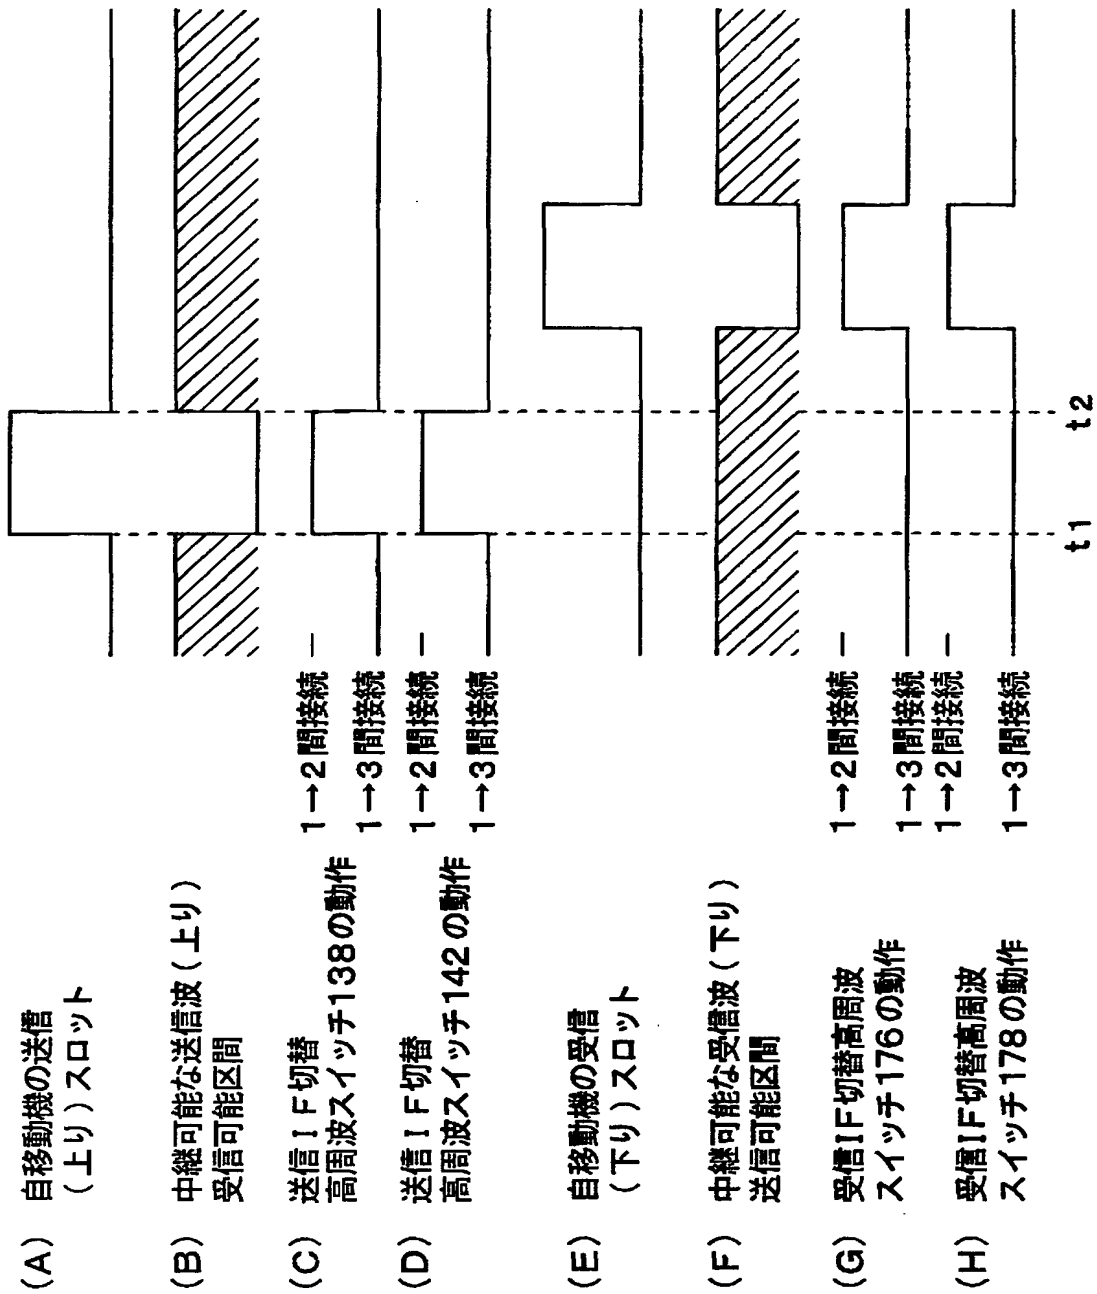 (A) 自移動機の送信
(上り)スロット
(B) 中継可能な送信波(上り)
受信可能区間
(C) 送信IF切替
高周波スイッチ138の動作
1→2間接続
1→3間接続
(D) 送信IF切替
高周波スイッチ142の動作
1→2間接続
1→3間接続
(E) 自移動機の受信
(下り)スロット
(F) 中継可能な受信波(下り)
送信可能区間
(G) 受信IF切替高周波
スイッチ176の動作
1→2間接続
1→3間接続
(H) 受信IF切替高周波
スイッチ178の動作
1→2間接続
1→3間接続
t1
t2